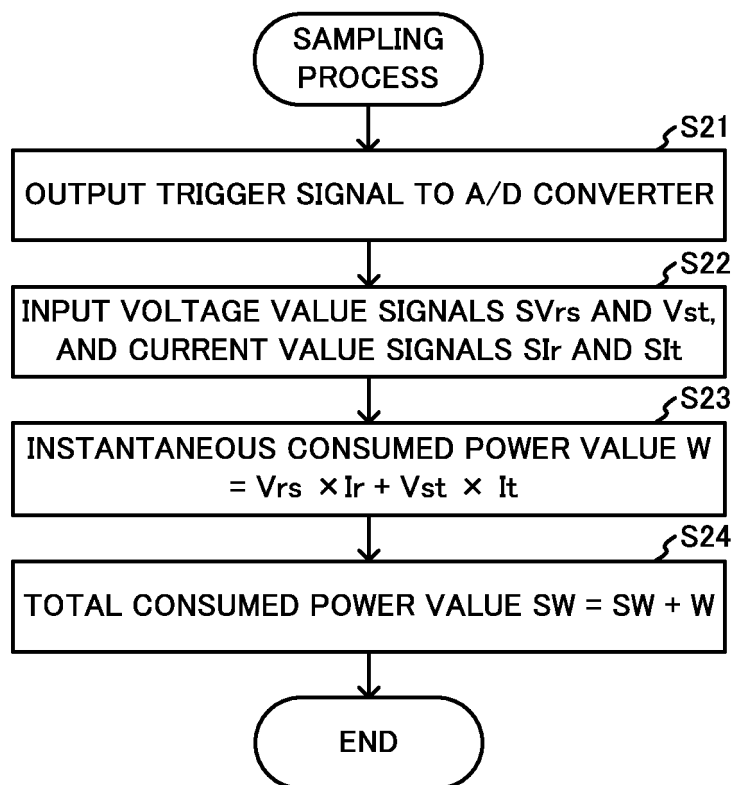 SAMPLING
PROCESS
S21
OUTPUT TRIGGER SIGNAL TO A/D CONVERTER
S22
INPUT VOLTAGE VALUE SIGNALS SVrs AND Vst,
AND CURRENT VALUE SIGNALS SIr AND SIt
S23
INSTANTANEOUS CONSUMED POWER VALUE W
= Vrs ×Ir + Vst × It
S24
TOTAL CONSUMED POWER VALUE SW = SW + W
END